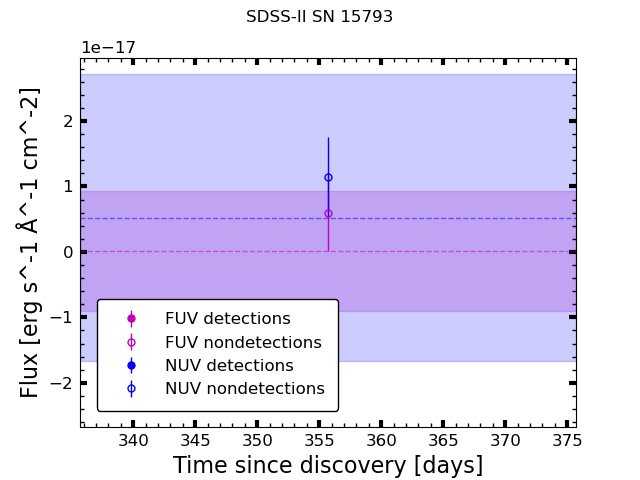 SDSS-II SN 15793
1e−17
Flux [erg s^-1 Å^-1 cm^-2]
2
1
0
−1
−2
FUV detections
FUV nondetections
NUV detections
NUV nondetections
340 345 350 355 360 365 370 375
Time since discovery [days]